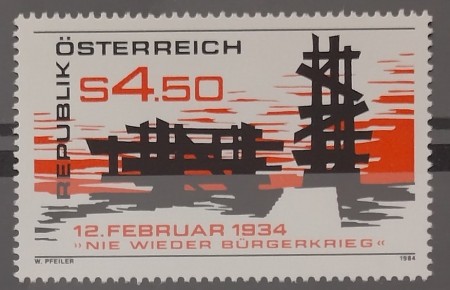 REPUBLIK ÖSTERREICH
S4.50
12.FEBRUAR 1934
»NIE WIEDER BÜRGERKRIEG«
W. PFEILER
1984